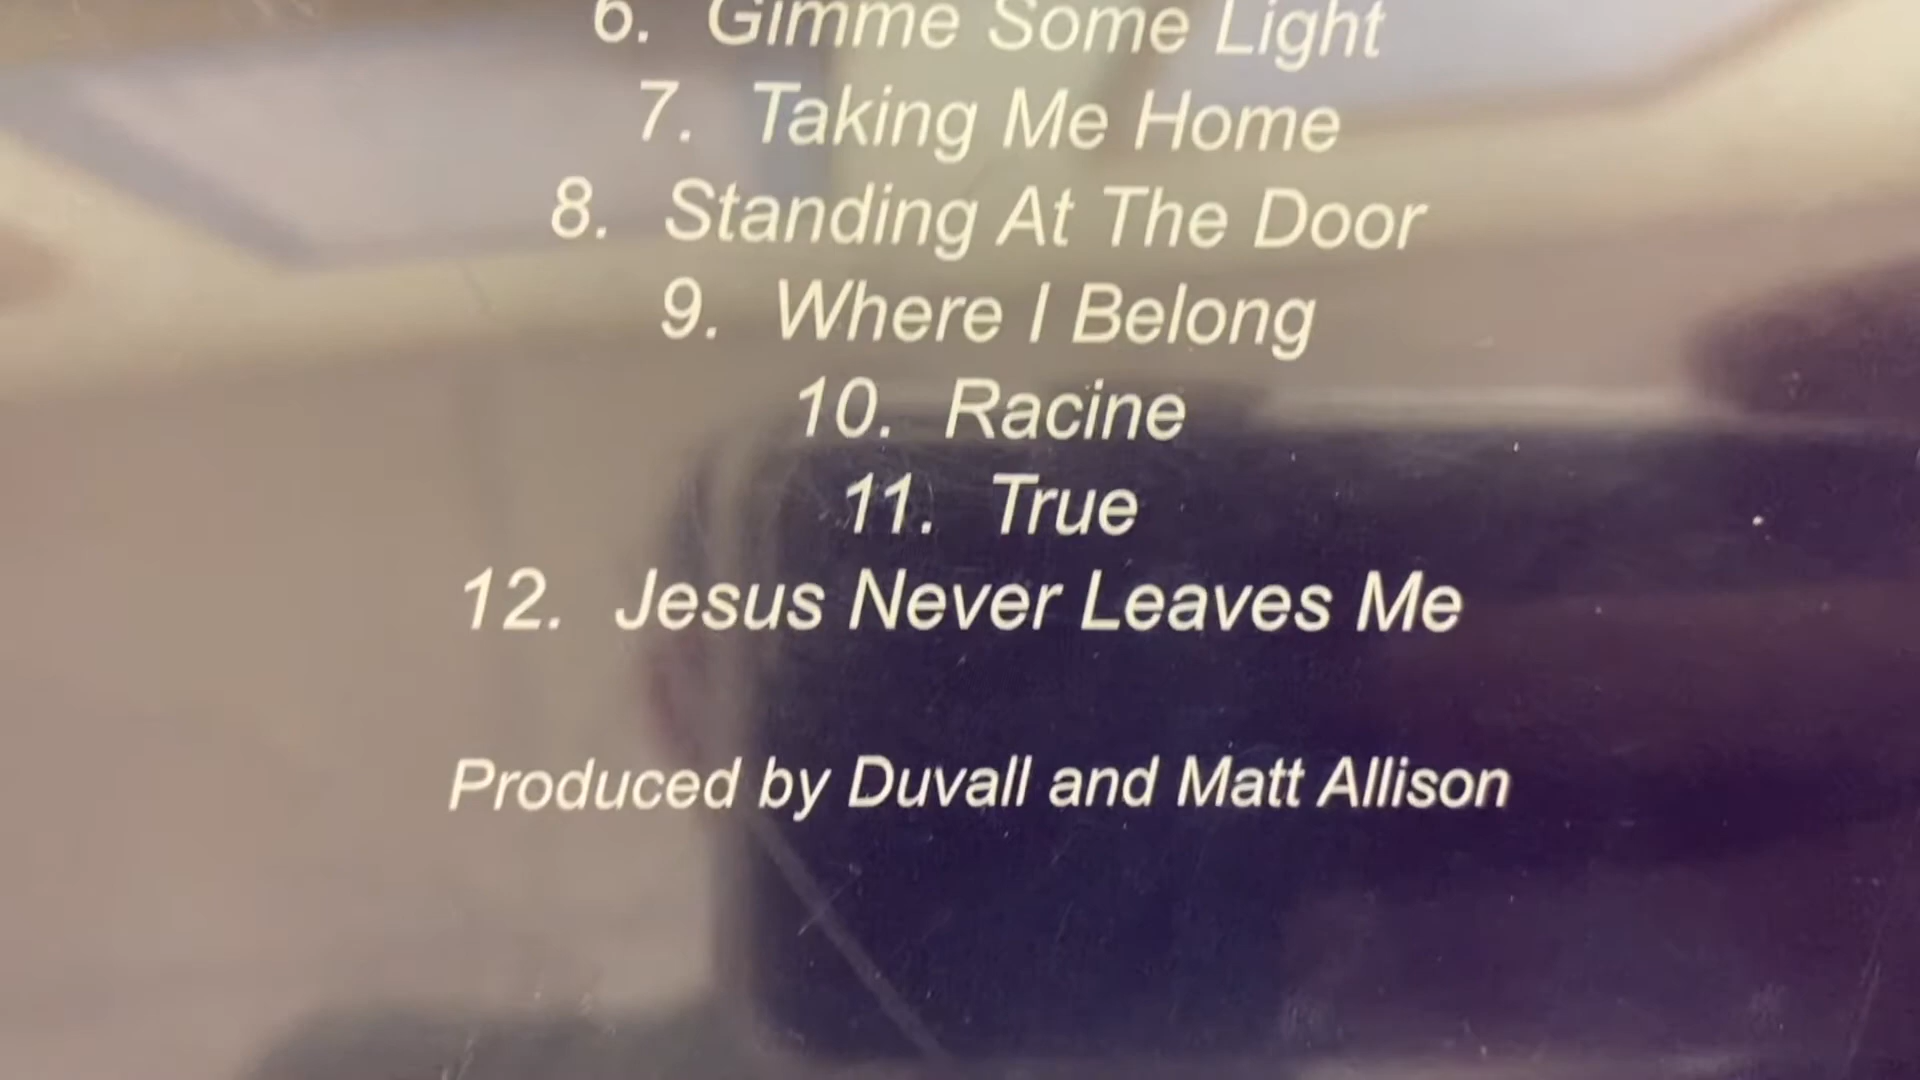 6. Gimme Some Light
7. Taking Me Home
8. Standing At The Door
9. Where I Belong
10. Racine
11. True
12. Jesus Never Leaves Me
Produced by Duvall and Matt Allison